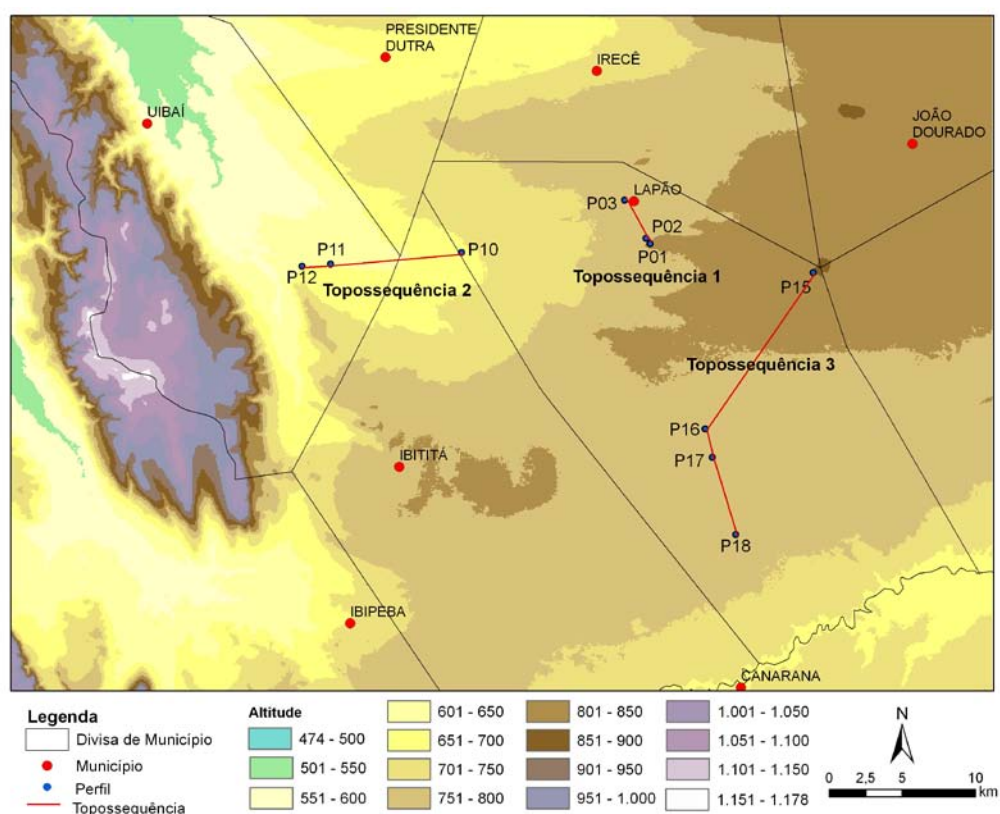 PRESIDENTE
DUTRA
IRECÊ
UIBAÍ
JOÃO
DOURADO
P03
LAPÃO
P02
P01
P11
P10
P12
Topossequência 2
Topossequência 1
P15
Topossequência 3
P16
P17
IBITITÁ
P18
IBIPEBA
CANARANA
Legenda
Divisa de Municipio
Município
Perfil
Topossequência
Altitude
474 - 500
501 - 550
551 - 600
601 - 650
651 - 700
701 - 750
751 - 800
801 - 850
851 - 900
901 - 950
951 - 1.000
1.001 - 1.050
1.051 - 1.100
1.101 - 1.150
1.151 - 1.178
N
0 2,5 5 10
km